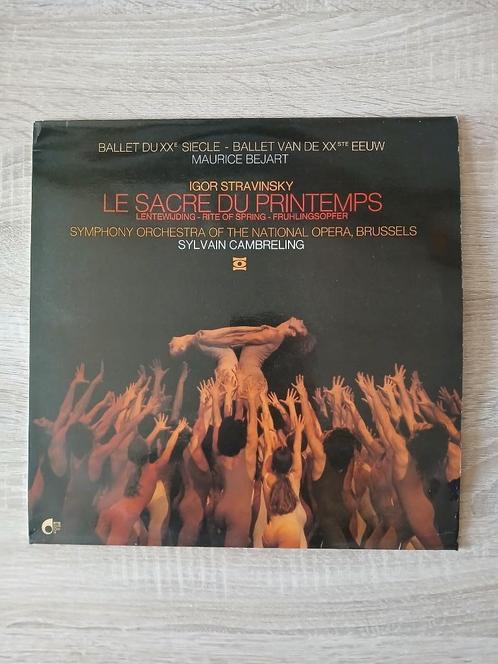 BALLET DU XXE SIECLE - BALLET VAN DE XXSTE EEUW
MAURICE BEJART
IGOR STRAVINSKY
LE SACRE DU PRINTEMPS
LENTEWIJDING - RITE OF SPRING - FRUHLINGSOPFER
SYMPHONY ORCHESTRA OF THE NATIONAL OPERA, BRUSSELS
SYLVAIN CAMBRELING